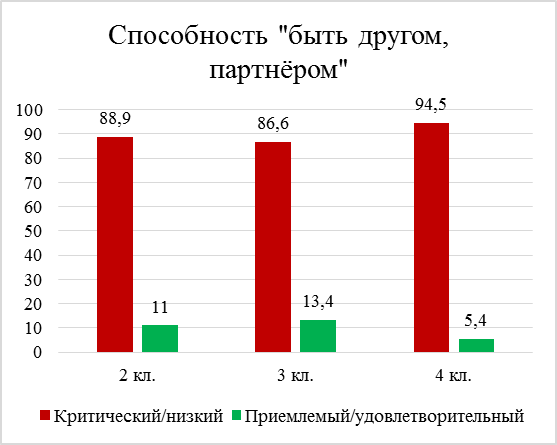 Способность "быть другом,
партнёром"
100
90
80
70
60
50
40
30
20
10
0
88,9
11
86,6
13,4
94,5
5,4
2 кл.
3 кл.
4 кл.
Критический/низкий
Приемлемый/удовлетворительный